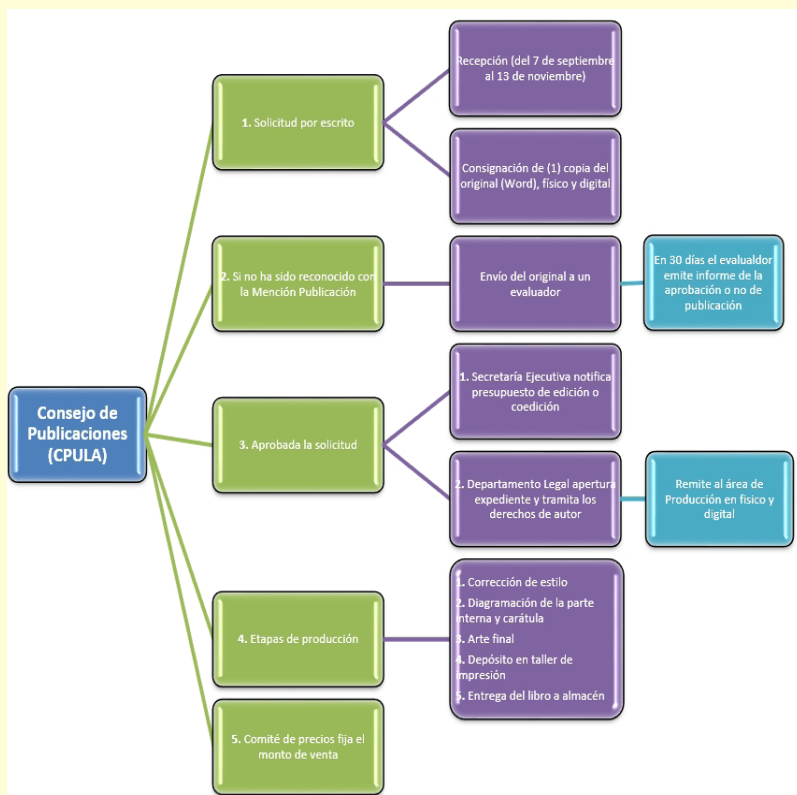 Consejo de
Publicaciones
(CPULA)
1. Solicitud por escrito
Recepción (del 7 de septiembre
al 13 de noviembre)
Consignación de (1) copia del
original (Word), físico y digital
2. Si no ha sido reconocido con
la Mención Publicación
Envío del original a un
evaluador
En 30 días el evalualdor
emite informe de la
aprobación o no de
publicación
3. Aprobada la solicitud
1. Secretaría Ejecutiva notifica
presupuesto de edición o
coedición
2. Departamento Legal apertura
expediente y tramita los
derechos de autor
Remite al área de
Producción en fisico y
digital
4. Etapas de producción
1. Corrección de estilo
2. Diagramación de la parte
interna y carátula
3. Arte final
4. Depósito en taller de
impresión
5. Entrega del libro a almacén
5. Comité de precios fija el
monto de venta